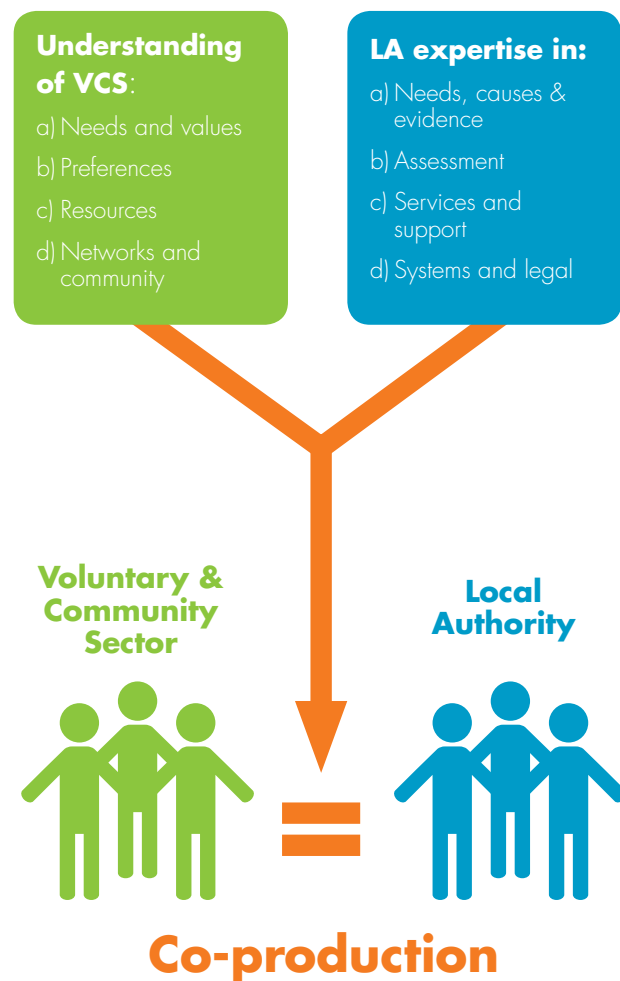 Understanding
of VCS:
a) Needs and values
b) Preferences
c) Resources
d) Networks and
community
LA expertise in:
a) Needs, causes &
evidence
b) Assessment
c) Services and
support
d) Systems and legal
Voluntary &
Community
Sector
Local
Authority
=
Co-production